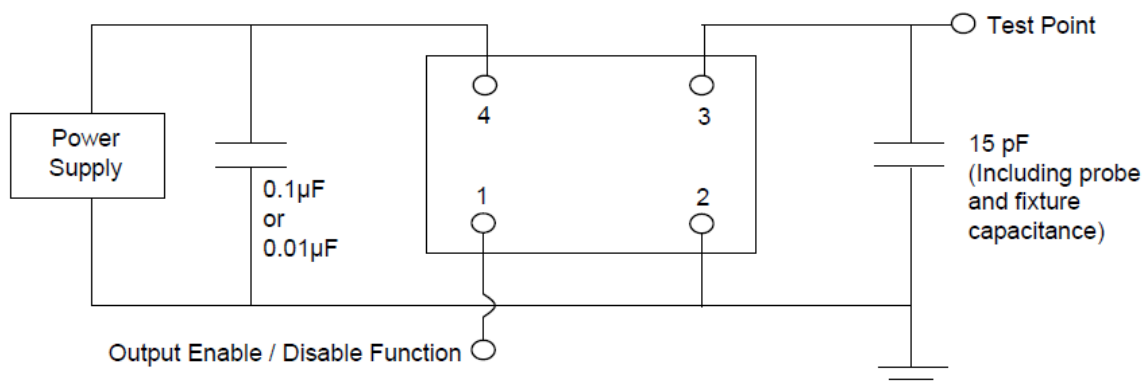 Test Point
4
3
Power
Supply
15 pF
(Including probe
and fixture
capacitance)
0.1µF
or
0.01µF
1
2
Output Enable / Disable Function